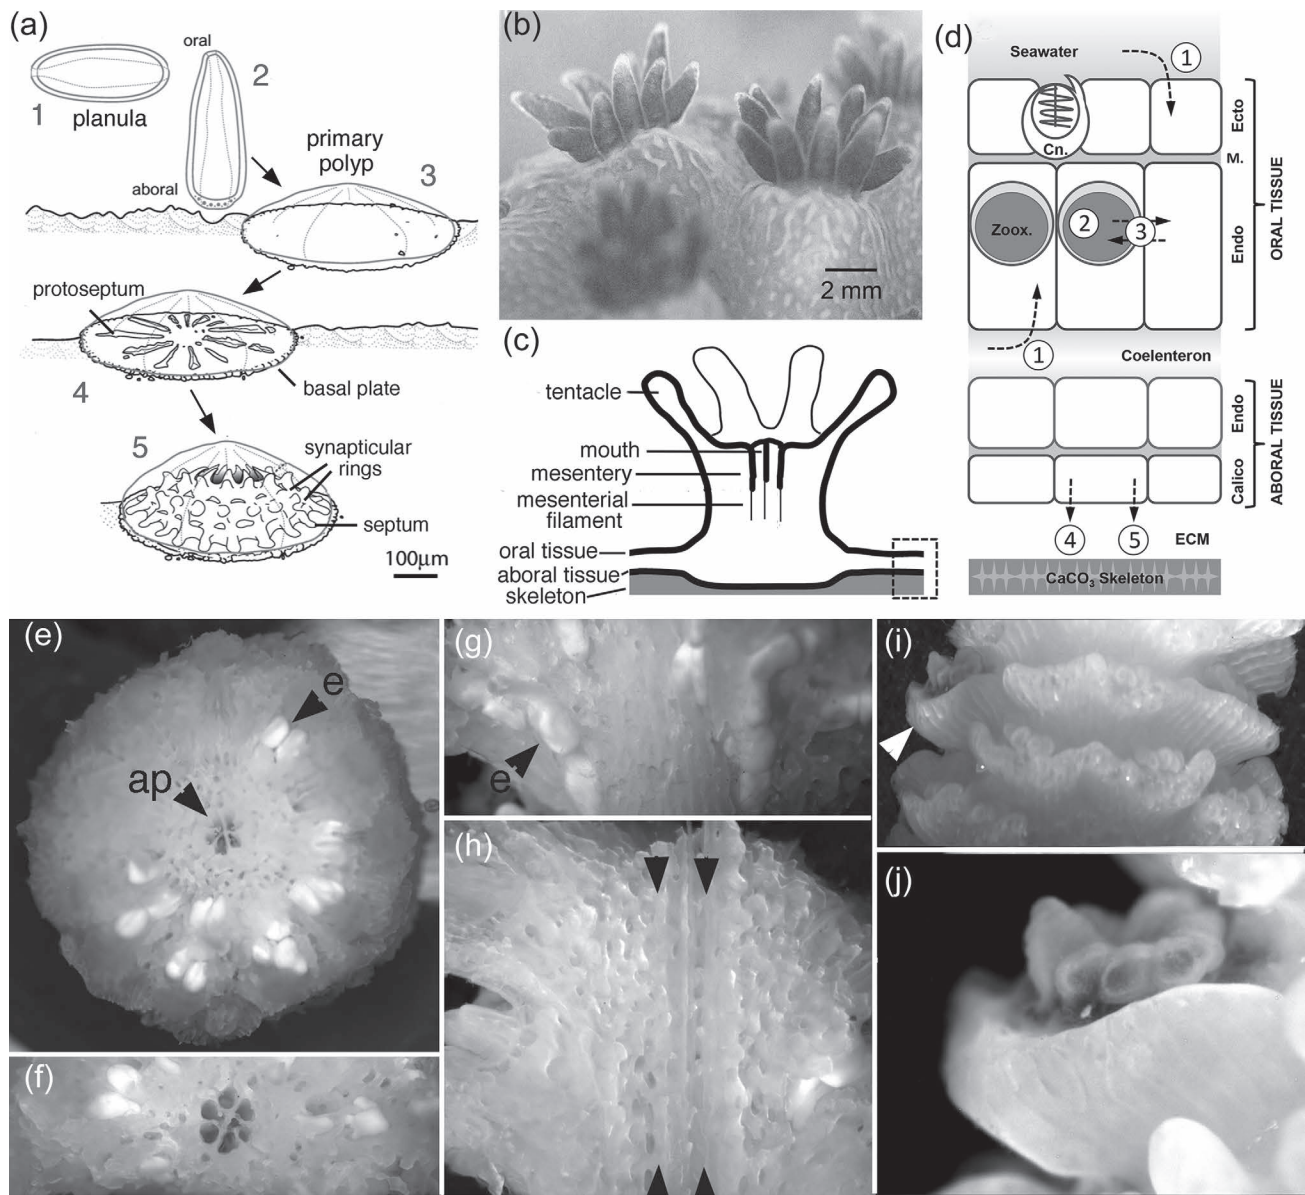 (a)
1
planula
oral
2
aboral
primary
polyp
3
protoseptum
4
basal plate
5
synapticular
rings
septum
100µm
(b)
2 mm
(c)
tentacle
mouth
mesentery
mesenterial
filament
oral tissue
aboral tissue
skeleton
(d)
Seawater
1
Cn.
Ecto
M.
Zoox.
2
3
Endo
ORAL TISSUE
1
Coelenteron
Endo
Calico
ABORAL TISSUE
4
5
ECM
CaCO₃ Skeleton
(e)
e
ap
(f)
(g)
e
(h)
(i)
(j)